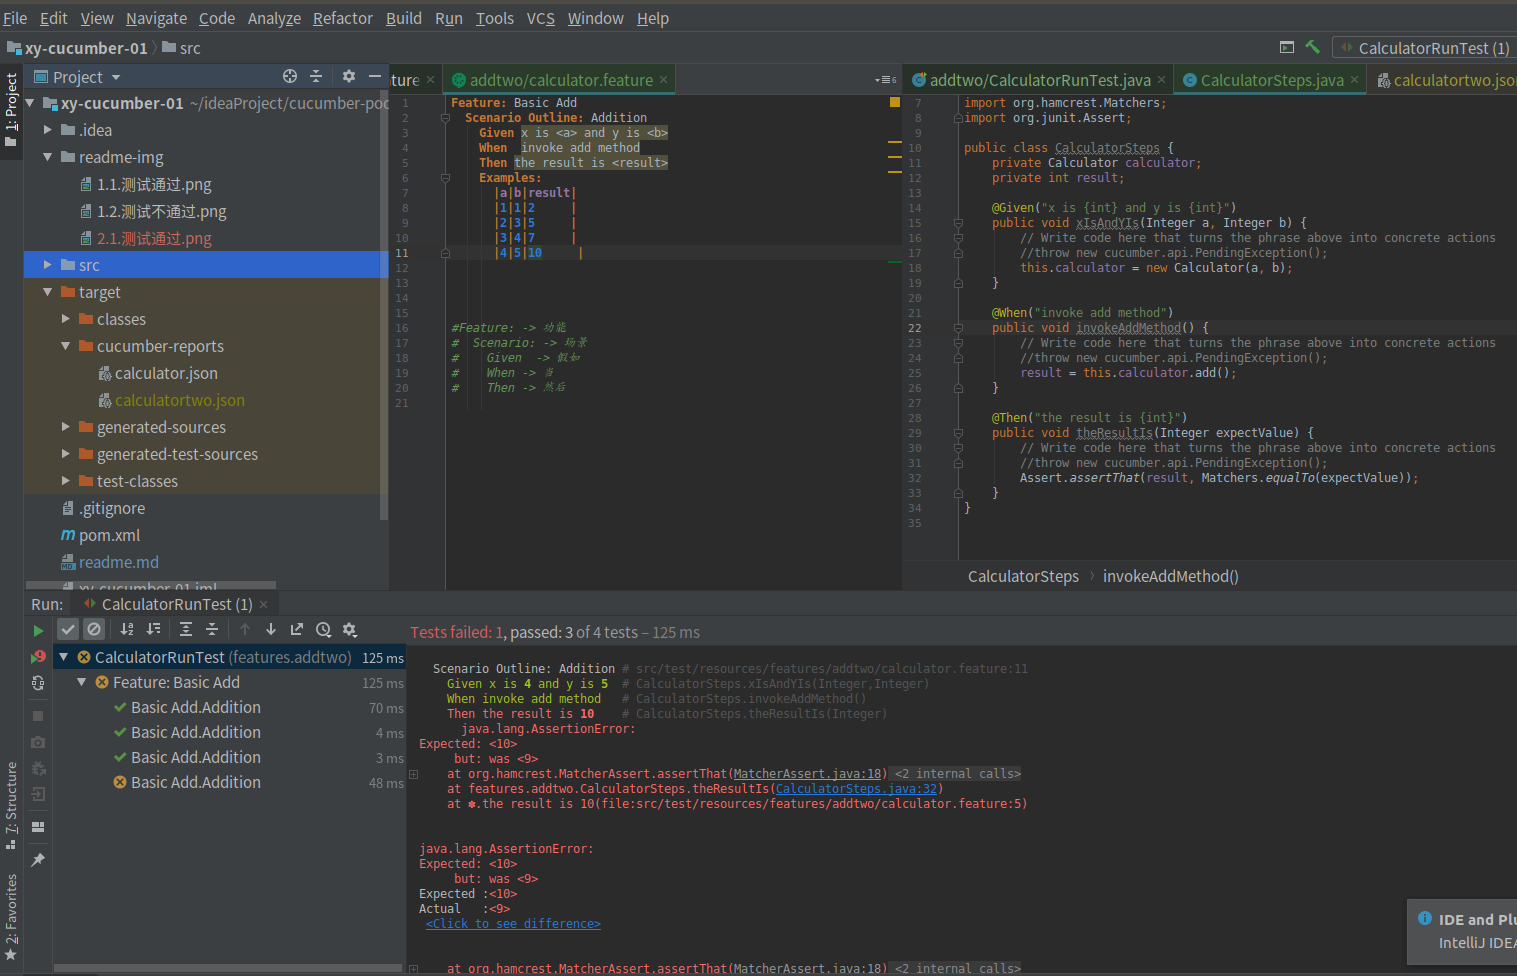 File Edit View Navigate Code Analyze Refactor Build Run Tools VCS Window Help
xy-cucumber-01 src
CalculatorRunTest (1)
1: Project
Project
xy-cucumber-01 ~/ideaProject/cucumber-poc
.idea
readme-img
1.1.测试通过.png
1.2.测试不通过.png
2.1.测试通过.png
src
target
classes
cucumber-reports
calculator.json
calculatortwo.json
generated-sources
generated-test-sources
test-classes
.gitignore
pom.xml
readme.md
xy-cucumber-01.iml
ature addtwo/calculator.feature
1 Feature: Basic Add
2 Scenario Outline: Addition
3 Given x is <a> and y is <b>
4 When invoke add method
5 Then the result is <result>
6 Examples:
7 |a|b|result|
8 |1|1|2 |
9 |2|3|5 |
10 |3|4|7 |
11 |4|5|10 |
12
13
14
15
16 #Feature: -> 功能
17 # Scenario: -> 场景
18 # Given -> 假如
19 # When -> 当
20 # Then -> 然后
21
addtwo/CalculatorRunTest.java CalculatorSteps.java calculatortwo.json
7 import org.hamcrest.Matchers;
8 import org.junit.Assert;
9
10 public class CalculatorSteps {
11 private Calculator calculator;
12 private int result;
13
14 @Given("x is {int} and y is {int}")
15 public void xIsAndYIs(Integer a, Integer b) {
16 // Write code here that turns the phrase above into concrete actions
17 //throw new cucumber.api.PendingException();
18 this.calculator = new Calculator(a, b);
19 }
20
21 @When("invoke add method")
22 public void invokeAddMethod() {
23 // Write code here that turns the phrase above into concrete actions
24 //throw new cucumber.api.PendingException();
25 result = this.calculator.add();
26 }
27
28 @Then("the result is {int}")
29 public void theResultIs(Integer expectValue) {
30 // Write code here that turns the phrase above into concrete actions
31 //throw new cucumber.api.PendingException();
32 Assert.assertThat(result, Matchers.equalTo(expectValue));
33 }
34 }
35
CalculatorSteps invokeAddMethod()
Run: CalculatorRunTest (1)
CalculatorRunTest (features.addtwo) 125 ms
Feature: Basic Add 125 ms
Basic Add.Addition 70 ms
Basic Add.Addition 4 ms
Basic Add.Addition 3 ms
Basic Add.Addition 48 ms
7: Structure
2: Favorites
Tests failed: 1, passed: 3 of 4 tests – 125 ms
Scenario Outline: Addition # src/test/resources/features/addtwo/calculator.feature:11
Given x is 4 and y is 5 # CalculatorSteps.xIsAndYIs(Integer,Integer)
When invoke add method # CalculatorSteps.invokeAddMethod()
Then the result is 10 # CalculatorSteps.theResultIs(Integer)
java.lang.AssertionError:
Expected: <10>
but: was <9>
at org.hamcrest.MatcherAssert.assertThat(MatcherAssert.java:18) <2 internal calls>
at features.addtwo.CalculatorSteps.theResultIs(CalculatorSteps.java:32)
at ✽.the result is 10(file:src/test/resources/features/addtwo/calculator.feature:5)
java.lang.AssertionError:
Expected: <10>
but: was <9>
Expected :<10>
Actual :<9>
<Click to see difference>
at org.hamcrest.MatcherAssert.assertThat(MatcherAssert.java:18) <2 internal calls>
IDE and Plu
IntelliJ IDEA